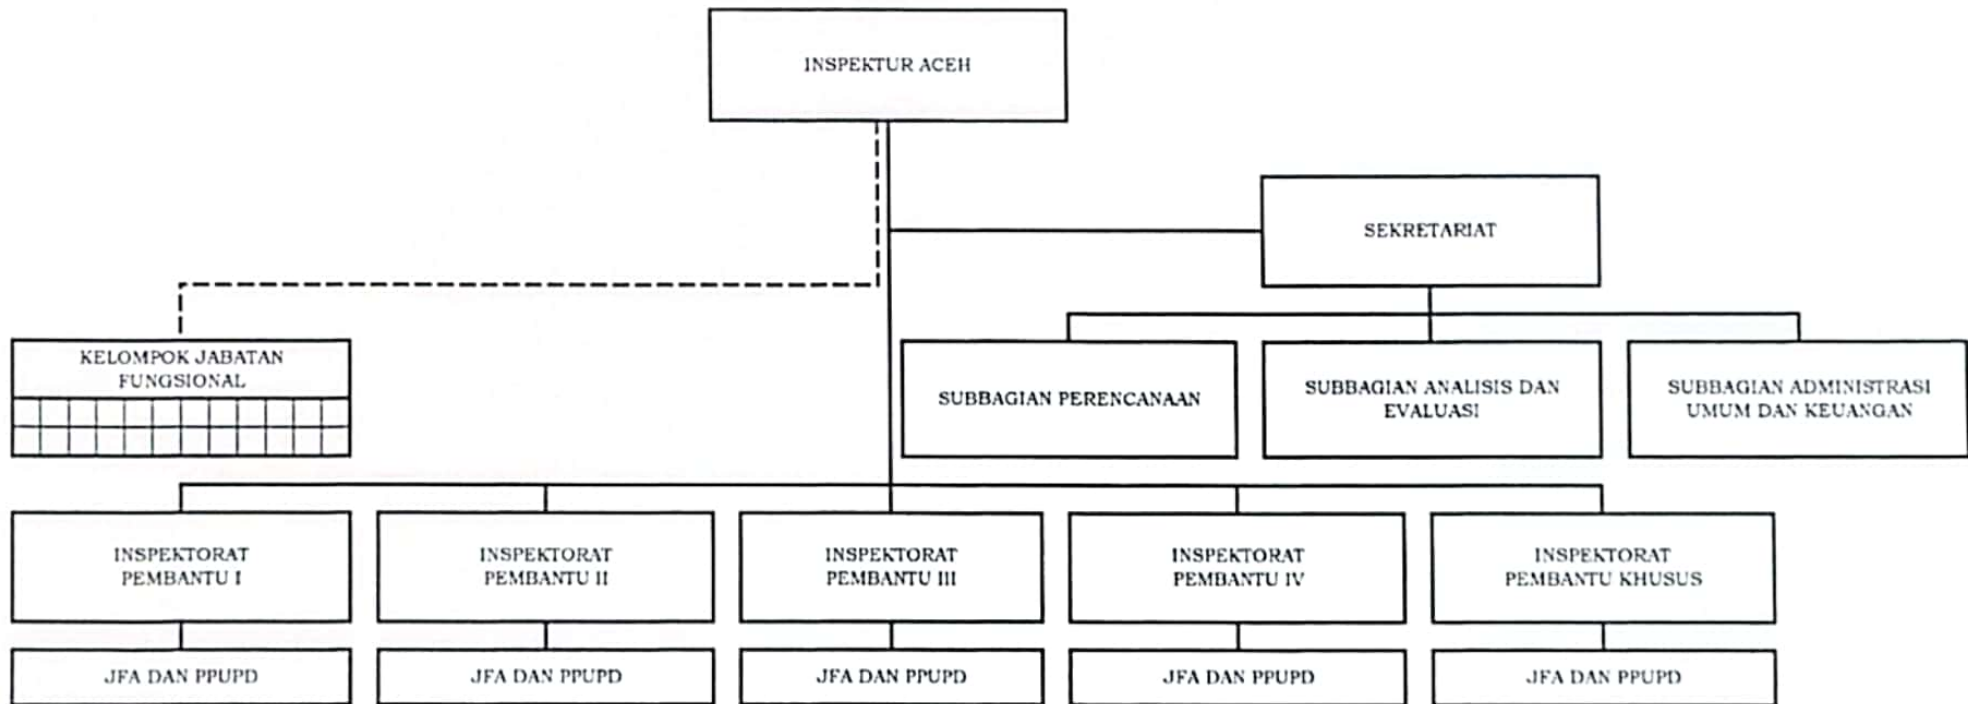 INSPEKTUR ACEH
SEKRETARIAT
KELOMPOK JABATAN
FUNGSIONAL
SUBBAGIAN PERENCANAAN
SUBBAGIAN ANALISIS DAN
EVALUASI
SUBBAGIAN ADMINISTRASI
UMUM DAN KEUANGAN
INSPEKTORAT
PEMBANTU I
INSPEKTORAT
PEMBANTU II
INSPEKTORAT
PEMBANTU III
INSPEKTORAT
PEMBANTU IV
INSPEKTORAT
PEMBANTU KHUSUS
JFA DAN PPUPD
JFA DAN PPUPD
JFA DAN PPUPD
JFA DAN PPUPD
JFA DAN PPUPD